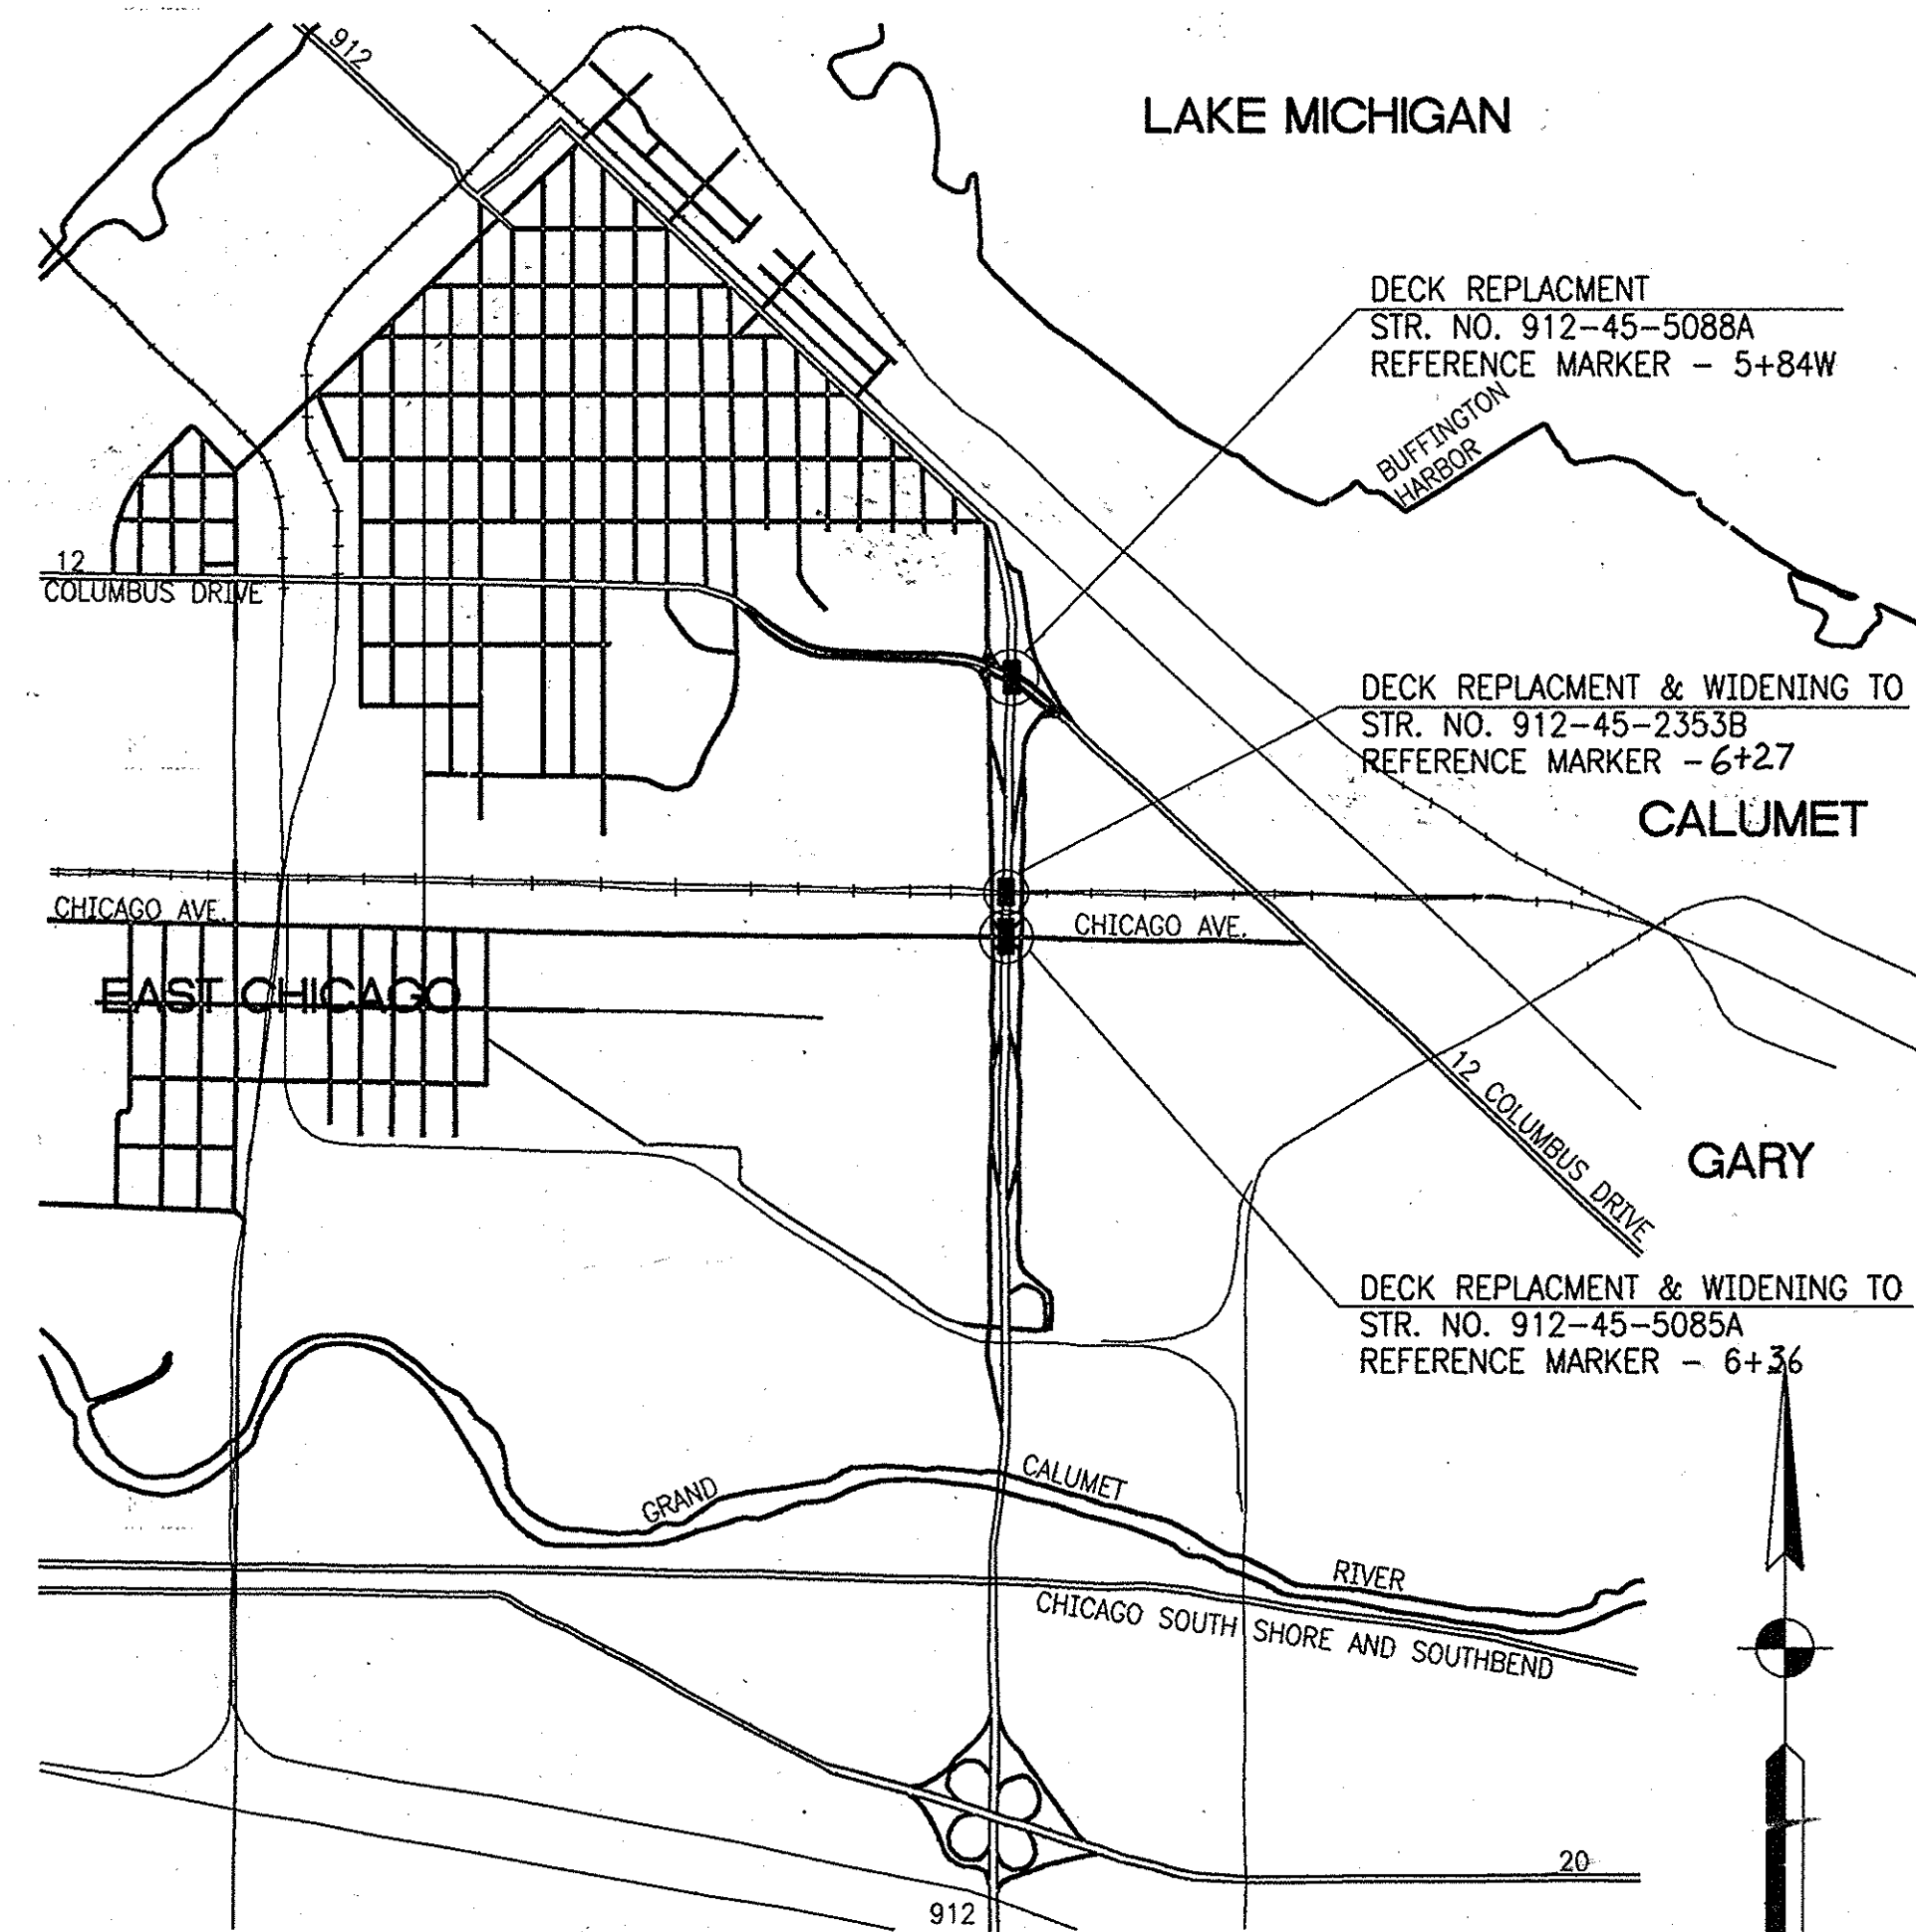 912
LAKE MICHIGAN
DECK REPLACMENT
STR. NO. 912-45-5088A
REFERENCE MARKER - 5+84W
BUFFINGTON
HARBOR
12
COLUMBUS DRIVE
DECK REPLACMENT & WIDENING TO
STR. NO. 912-45-2353B
REFERENCE MARKER - 6+27
CALUMET
CHICAGO AVE.
CHICAGO AVE.
EAST CHICAGO
12 COLUMBUS DRIVE
GARY
DECK REPLACMENT & WIDENING TO
STR. NO. 912-45-5085A
REFERENCE MARKER - 6+36
GRAND
CALUMET
RIVER
CHICAGO SOUTH SHORE AND SOUTHBEND
20
912